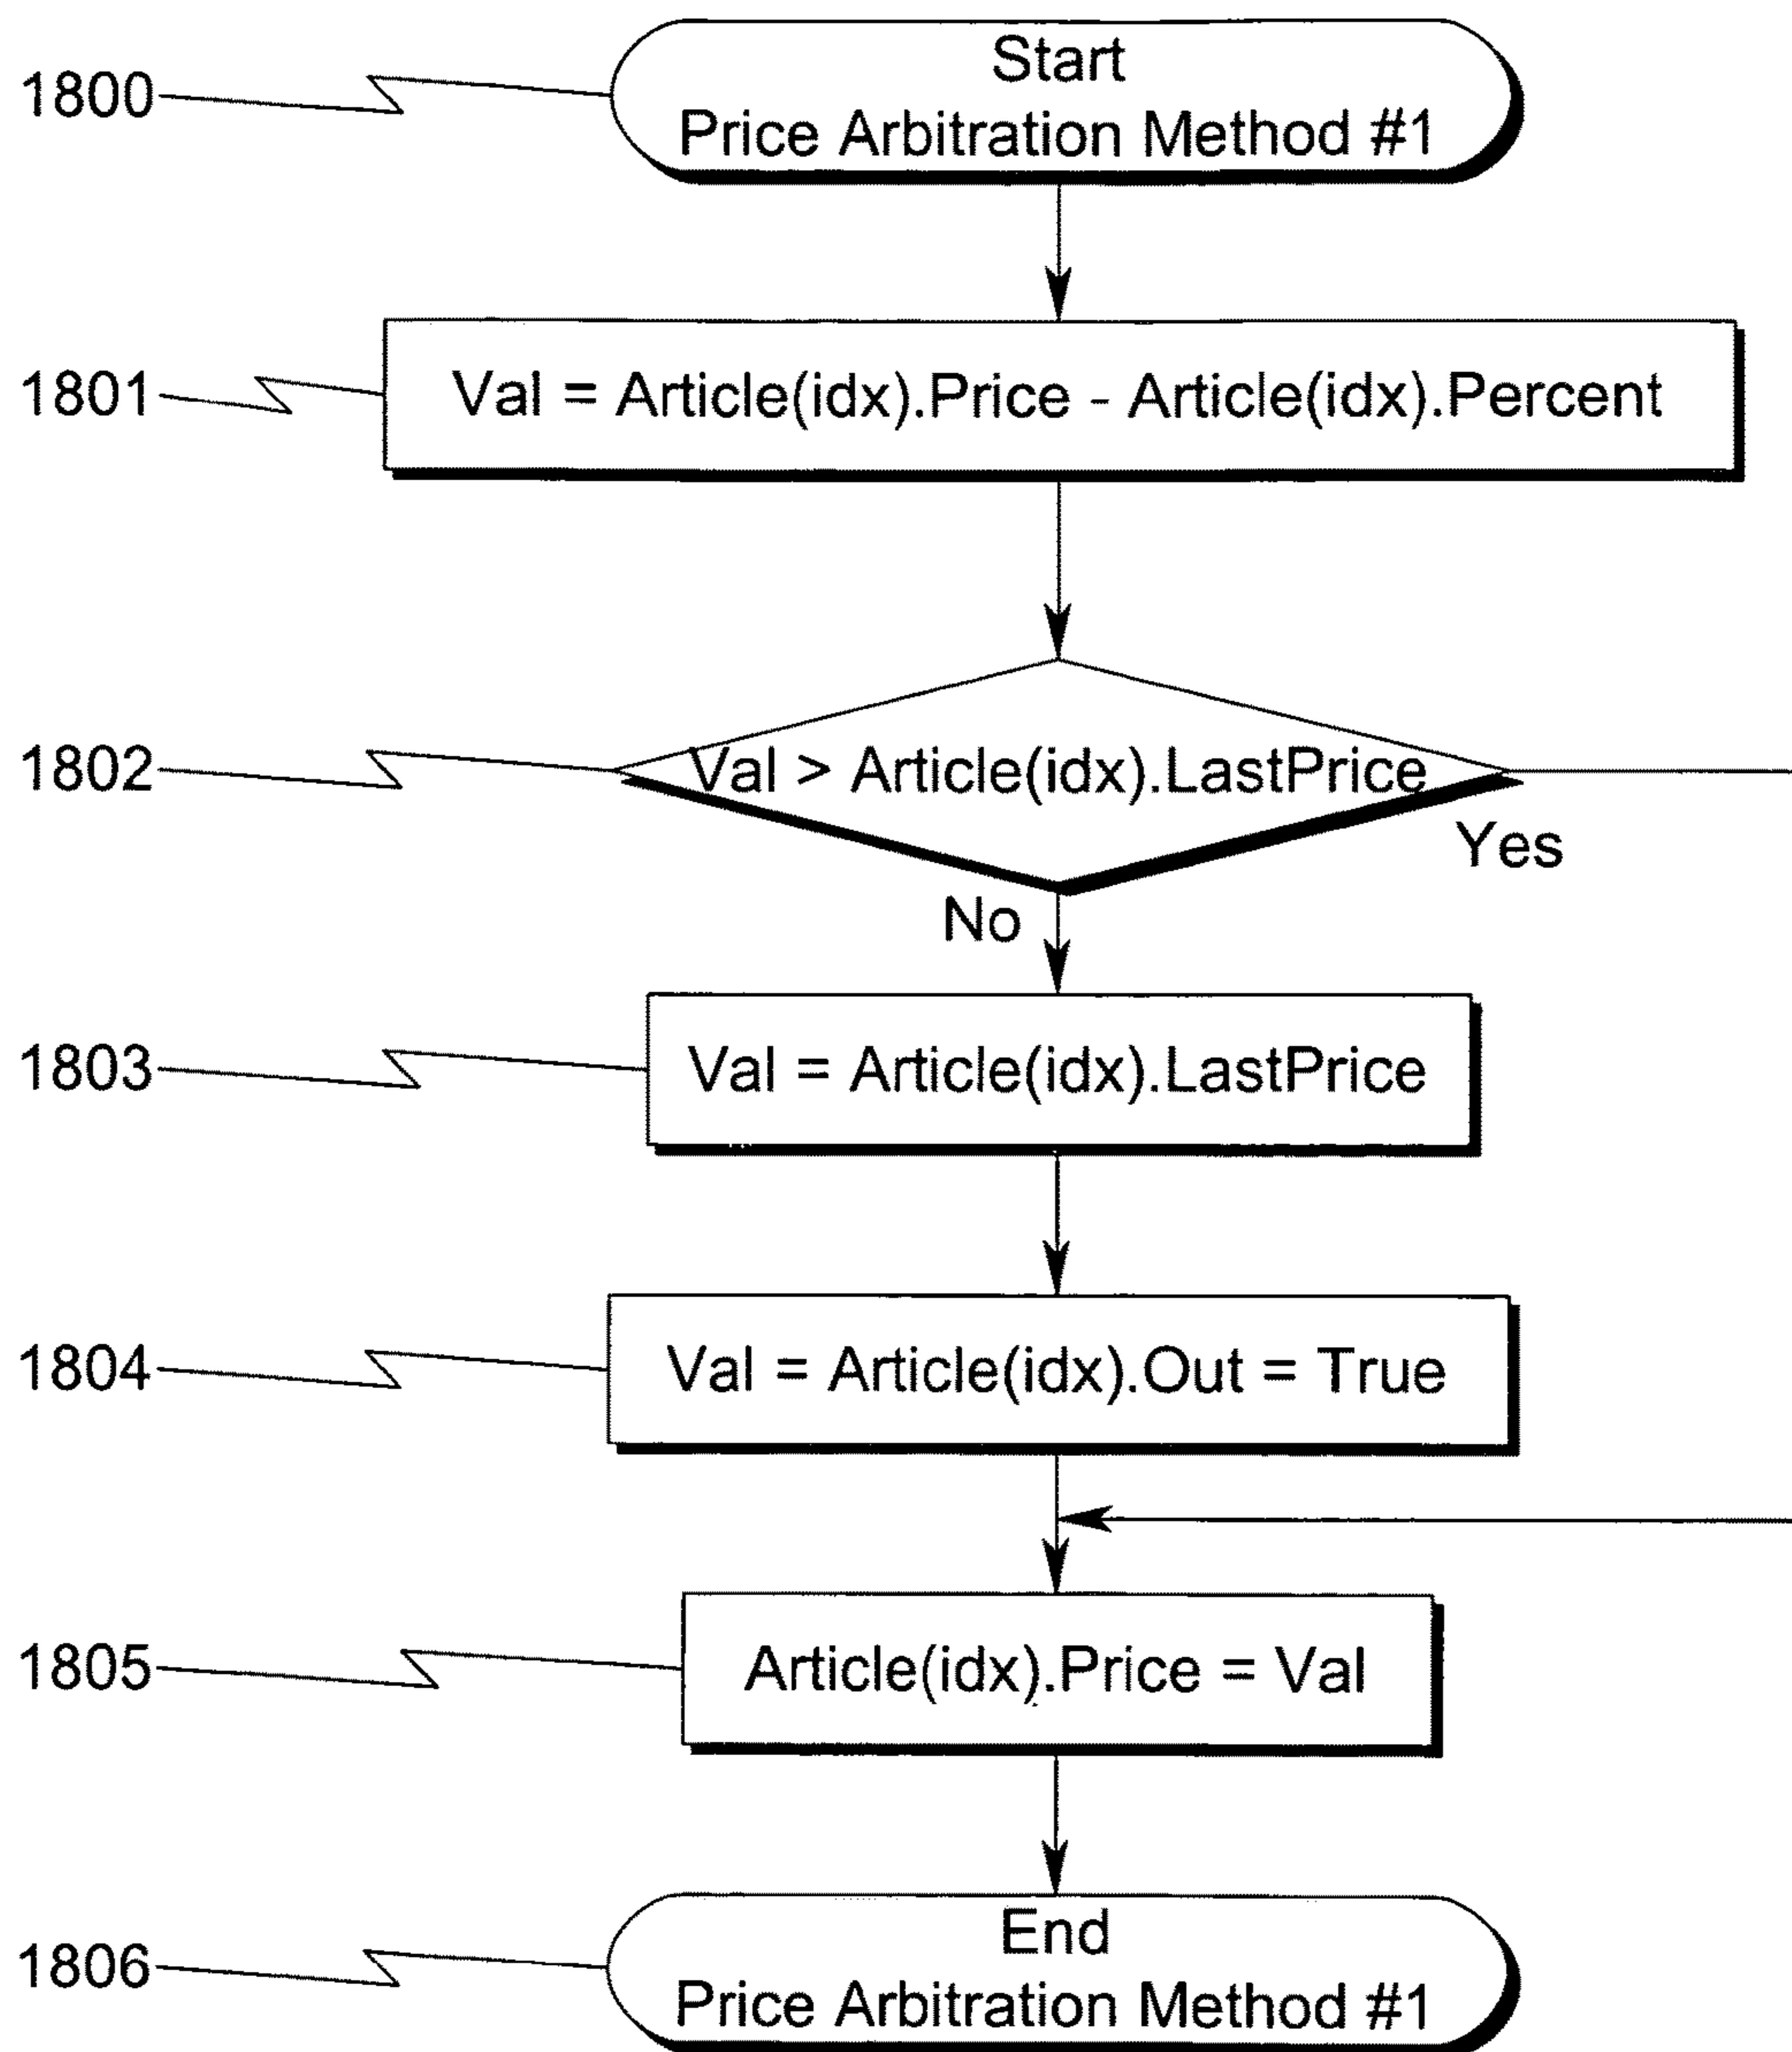 1800
Start
Price Arbitration Method #1
1801
Val = Article(idx).Price - Article(idx).Percent
1802
Val > Article(idx).LastPrice
Yes
No
1803
Val = Article(idx).LastPrice
1804
Val = Article(idx).Out = True
1805
Article(idx).Price = Val
1806
End
Price Arbitration Method #1